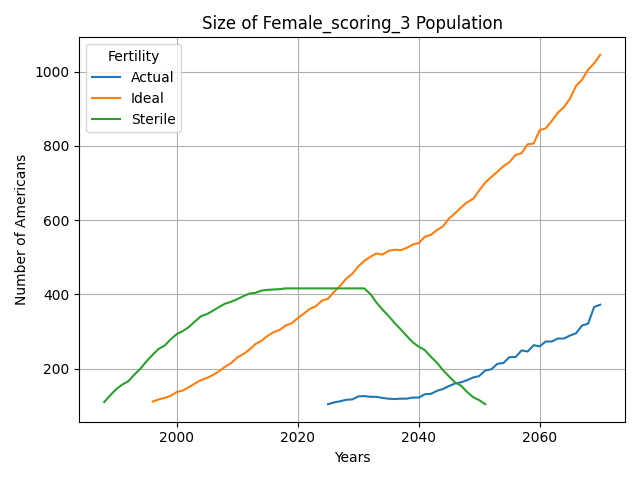 Size of Female_scoring_3 Population
Fertility
Actual
Ideal
Sterile
Number of Americans
1000
800
600
400
200
2000
2020
2040
2060
Years